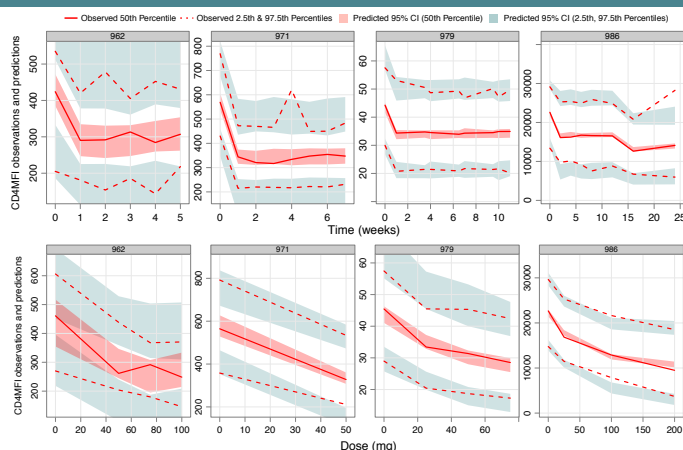 Observed 50th Percentile Observed 2.5th & 97.5th Percentiles Predicted 95% CI (50th Percentile) Predicted 95% CI (2.5th, 97.5th Percentiles)
962 971 979 986
CD4MFI observations and predictions
200 300 400 500
0 1 2 3 4 5
200 300 400 500 600 700 800
0 2 4 6
20 30 40 50 60
0 2 4 6 8 10
0 10000 20000 30000
0 5 10 15 20 25
Time (weeks)
962 971 979 986
CD4MFI observations and predictions
200 300 400 500 600
0 20 40 60 80 100
200 400 600 800
0 10 20 30 40 50
20 30 40 50 60
0 20 40 60
0 10000 20000 30000
0 50 100 150 200
Dose (mg)